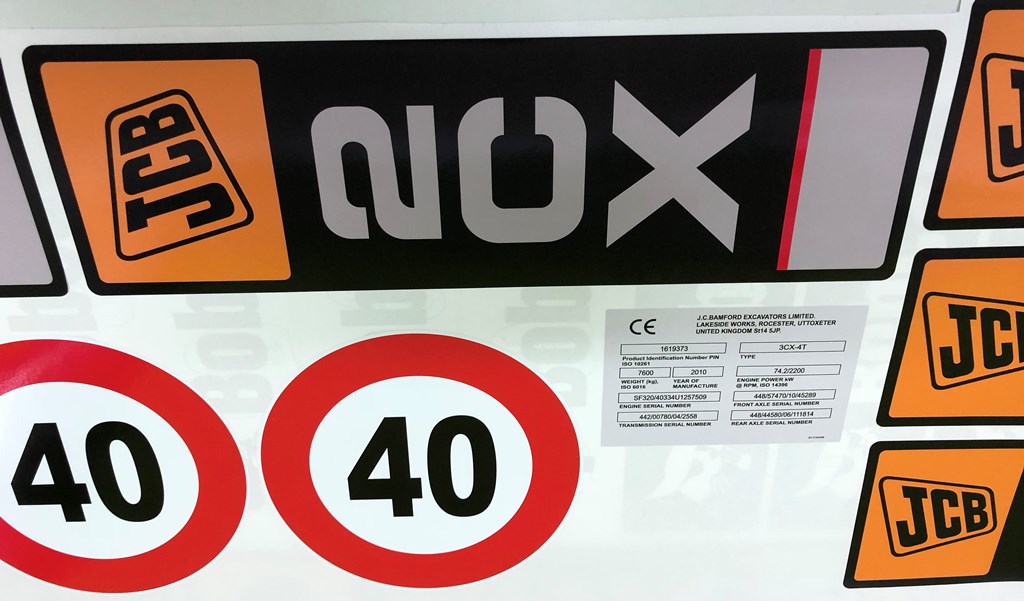 JCB
2CX
JCB
JCB
JCB
40
40
CE
J.C.BAMFORD EXCAVATORS LIMITED.
LAKESIDE WORKS, ROCESTER, UTTOXETER
UNITED KINGDOM St14 5JP.
1619373
Product Identification Number PIN
ISO 10261
3CX-4T
TYPE
7600
2010
WEIGHT (kg),
ISO 6016
YEAR OF
MANUFACTURE
74,2/2200
ENGINE POWER kW
@ RPM, ISO 14396
SF320/40334U1257509
ENGINE SERIAL NUMBER
448/57470/10/45289
FRONT AXLE SERIAL NUMBER
442/00780/04/2558
TRANSMISSION SERIAL NUMBER
448/44580/06/111814
REAR AXLE SERIAL NUMBER